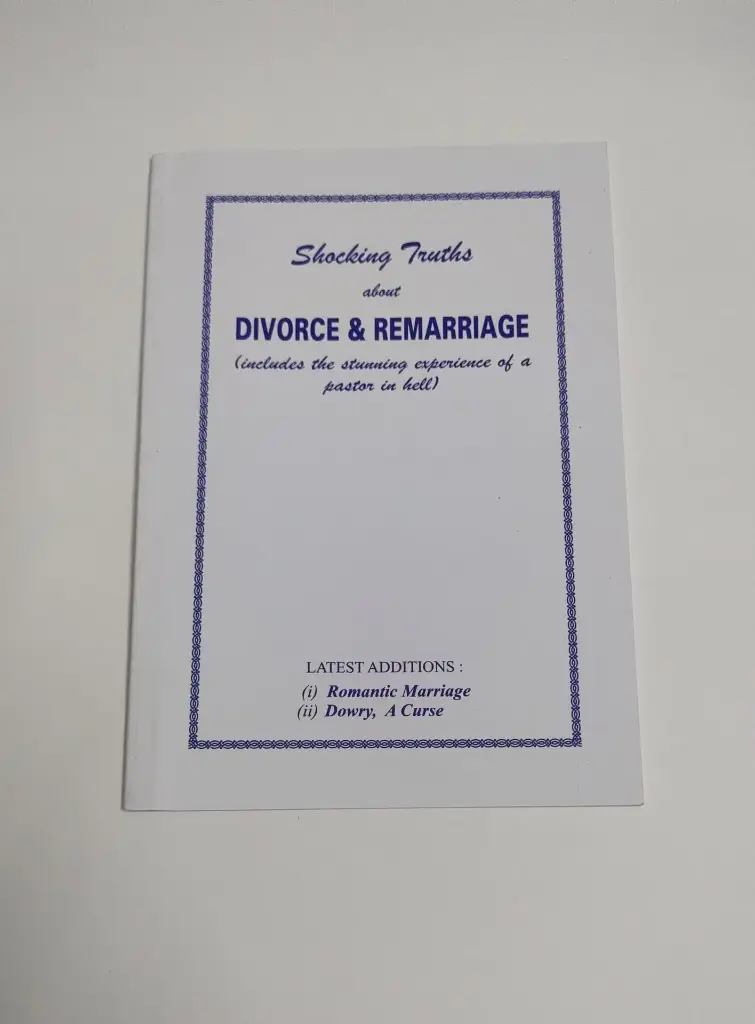 Shocking Truths
about
DIVORCE & REMARRIAGE
(includes the stunning experience of a
pastor in hell)
LATEST ADDITIONS :
(i) Romantic Marriage
(ii) Dowry, A Curse